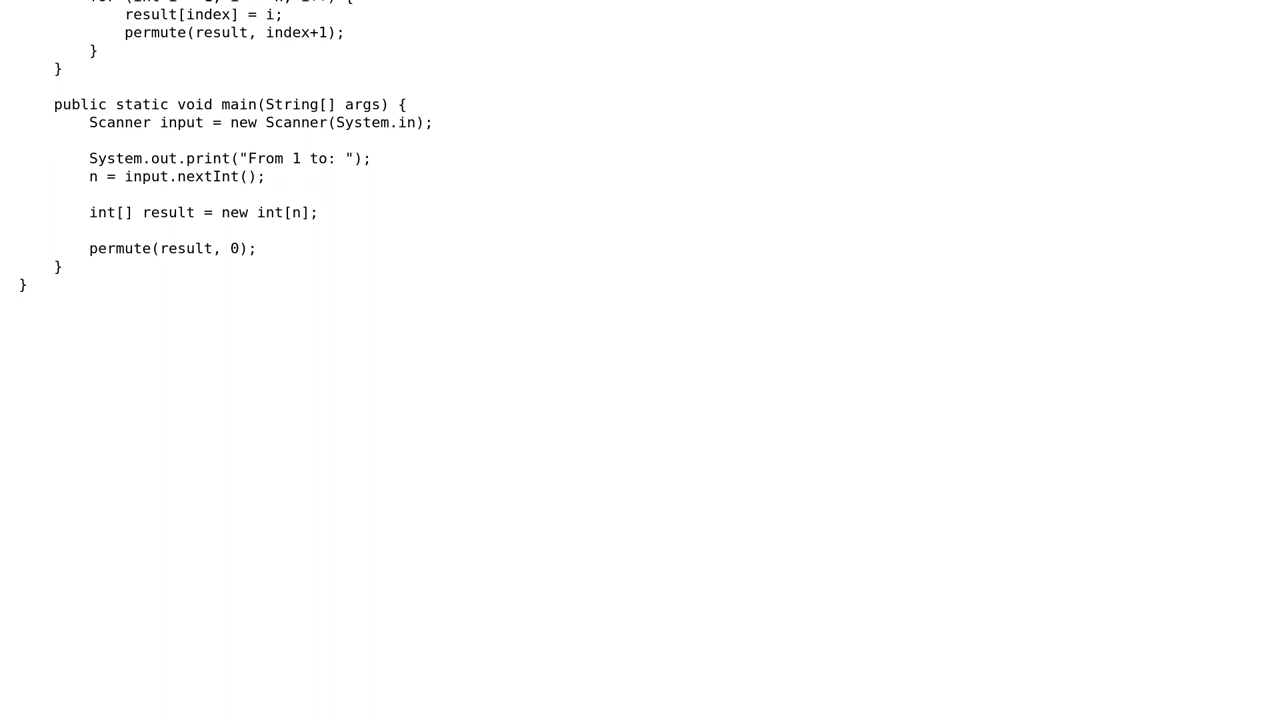 result[index] = i;
permute(result, index+1);
}
}
public static void main(String[] args) {
Scanner input = new Scanner(System.in);
System.out.print("From 1 to: ");
n = input.nextInt();
int[] result = new int[n];
permute(result, 0);
}
}